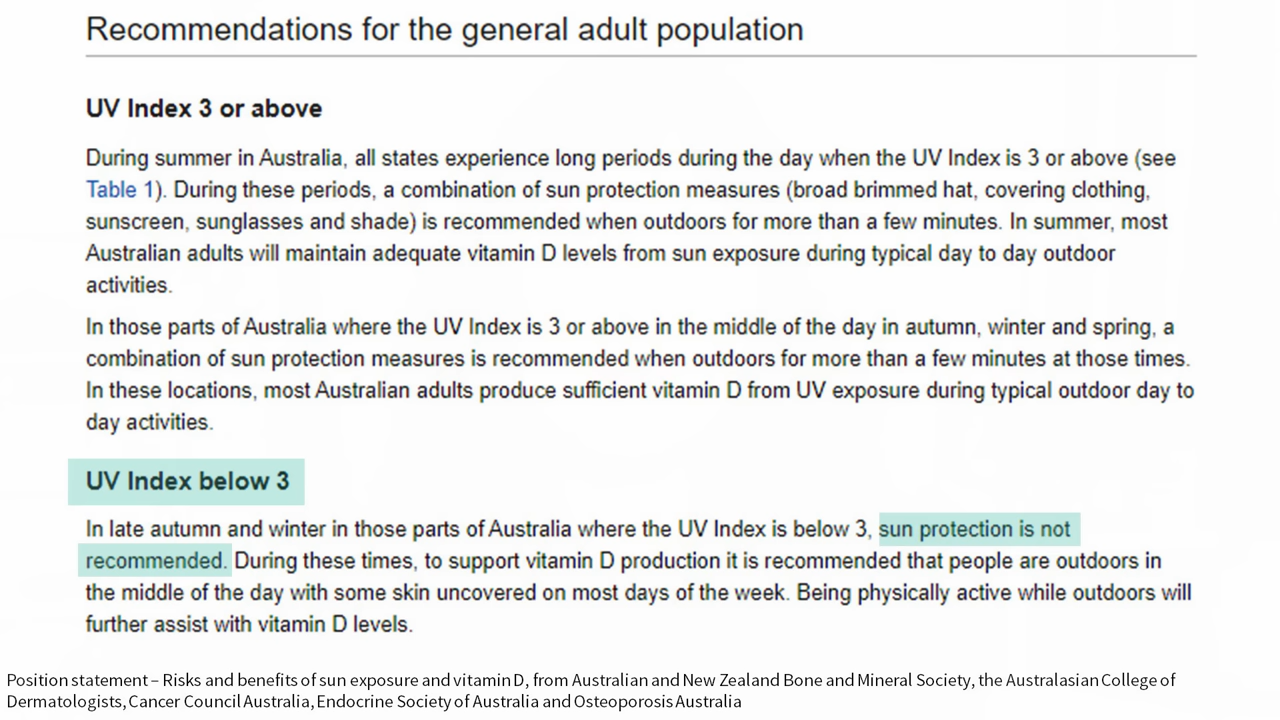 Recommendations for the general adult population
UV Index 3 or above
During summer in Australia, all states experience long periods during the day when the UV Index is 3 or above (see
Table 1). During these periods, a combination of sun protection measures (broad brimmed hat, covering clothing,
sunscreen, sunglasses and shade) is recommended when outdoors for more than a few minutes. In summer, most
Australian adults will maintain adequate vitamin D levels from sun exposure during typical day to day outdoor
activities.
In those parts of Australia where the UV Index is 3 or above in the middle of the day in autumn, winter and spring, a
combination of sun protection measures is recommended when outdoors for more than a few minutes at those times.
In these locations, most Australian adults produce sufficient vitamin D from UV exposure during typical outdoor day to
day activities.
UV Index below 3
In late autumn and winter in those parts of Australia where the UV Index is below 3, sun protection is not
recommended. During these times, to support vitamin D production it is recommended that people are outdoors in
the middle of the day with some skin uncovered on most days of the week. Being physically active while outdoors will
further assist with vitamin D levels.
Position statement – Risks and benefits of sun exposure and vitamin D, from Australian and New Zealand Bone and Mineral Society, the Australasian College of
Dermatologists, Cancer Council Australia, Endocrine Society of Australia and Osteoporosis Australia